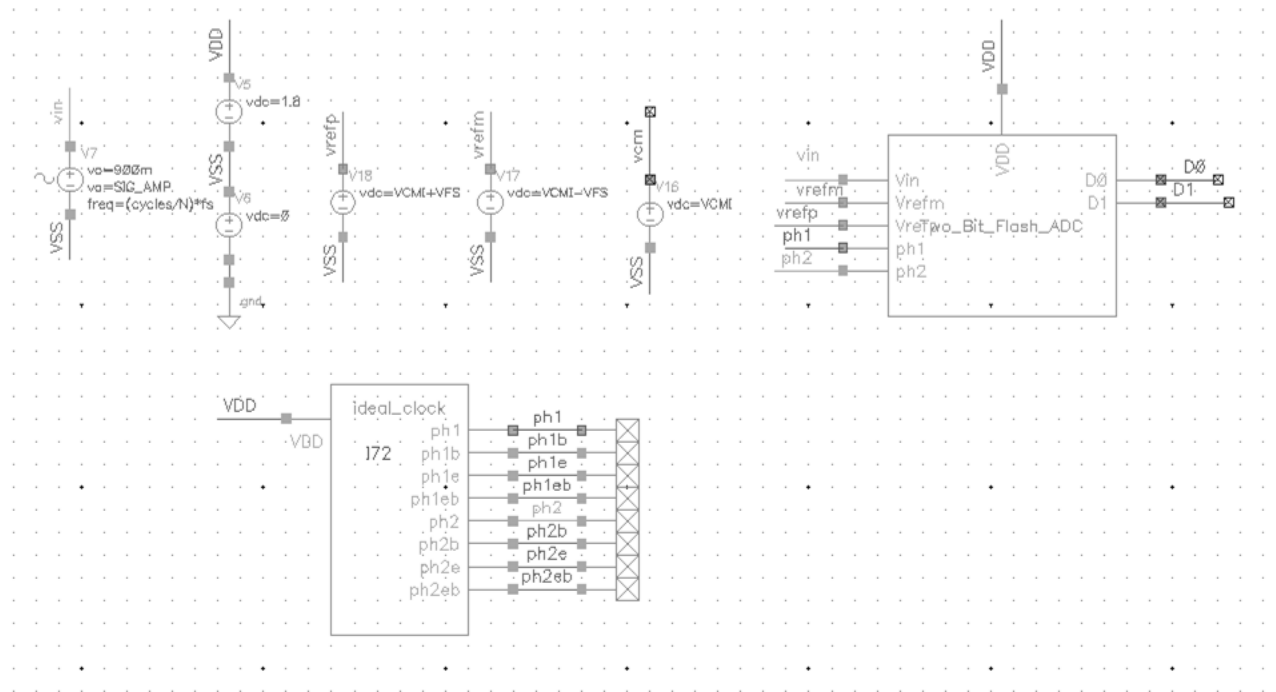 VDD
V5
vdc=1.8
VSS
V6
vdc=0
gnd
vin
V7
vo=900m
va=SIG_AMP
freq=(cycles/N)*fs
VSS
vrefp
V18
vdc=VCMI+VFS
VSS
vrefm
V17
vdc=VCMI-VFS
VSS
vcm
V16
vdc=VCMI
VSS
VDD
VDD
vin
vrefm
vrefp
ph1
ph2
Vin
Vrefm
Vrefp
ph1
ph2
Two_Bit_Flash_ADC
D0
D1
D0
D1
VDD
VDD
ideal_clock
I72
ph1
ph1b
ph1e
ph1eb
ph2
ph2b
ph2e
ph2eb
ph1
ph1b
ph1e
ph1eb
ph2
ph2b
ph2e
ph2eb